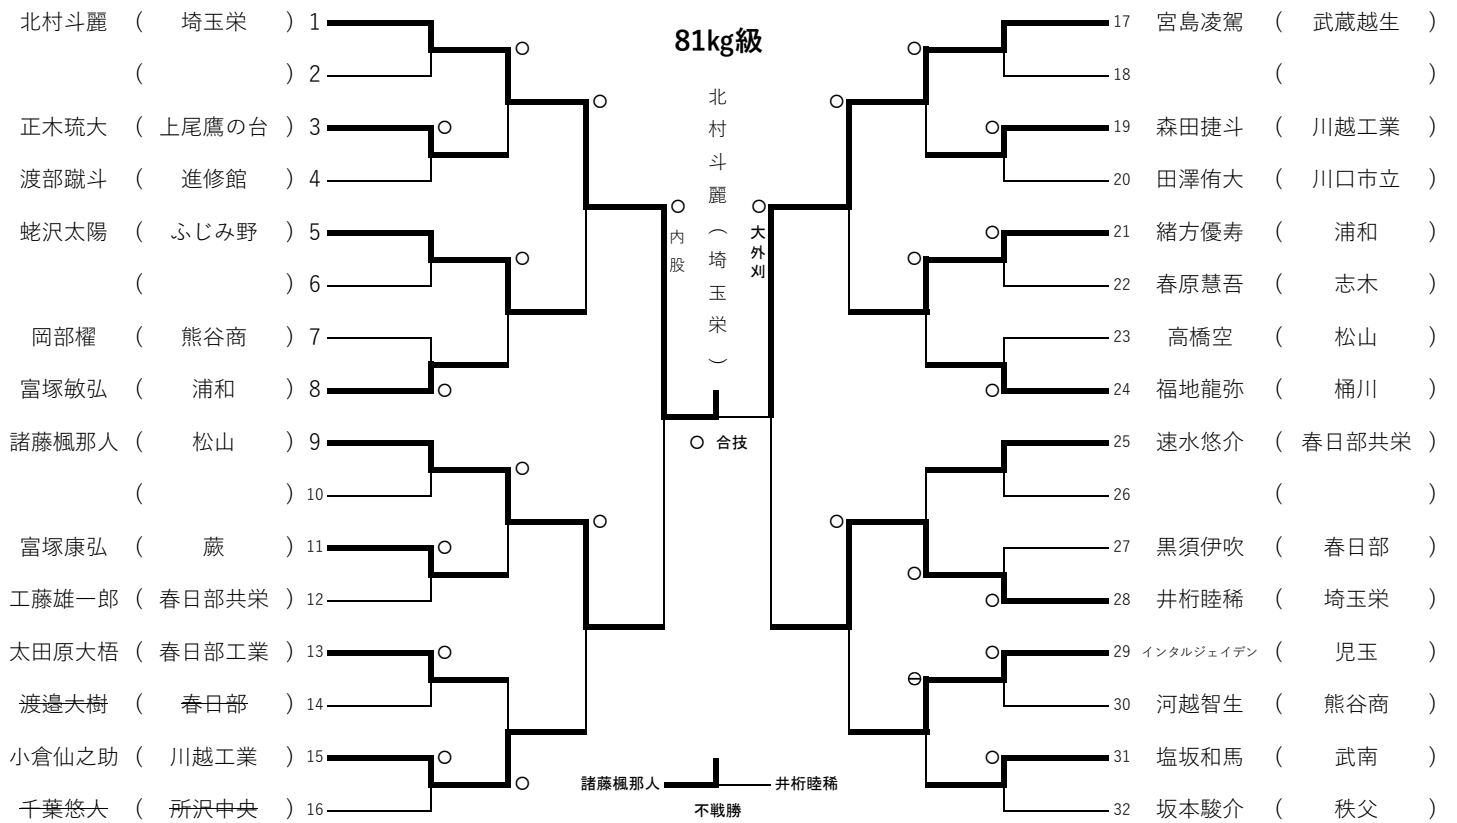 81kg級
北村斗麗 ( 埼玉栄 ) 1
( ) 2
正木琉大 ( 上尾鷹の台 ) 3
渡部蹴斗 ( 進修館 ) 4
蛯沢太陽 ( ふじみ野 ) 5
( ) 6
岡部櫂 ( 熊谷商 ) 7
富塚敏弘 ( 浦和 ) 8
諸藤楓那人 ( 松山 ) 9
( ) 10
富塚康弘 ( 蕨 ) 11
工藤雄一郎 ( 春日部共栄 ) 12
太田原大梧 ( 春日部工業 ) 13
渡邉大樹 ( 春日部 ) 14
小倉仙之助 ( 川越工業 ) 15
千葉悠人 ( 所沢中央 ) 16
内股
北村斗麗(埼玉栄)
大外刈
○ 合技
諸藤楓那人
井桁睦稀
不戦勝
17 宮島凌駕 ( 武蔵越生 )
18 ( )
19 森田捷斗 ( 川越工業 )
20 田澤侑大 ( 川口市立 )
21 緒方優寿 ( 浦和 )
22 春原慧吾 ( 志木 )
23 高橋空 ( 松山 )
24 福地龍弥 ( 桶川 )
25 速水悠介 ( 春日部共栄 )
26 ( )
27 黒須伊吹 ( 春日部 )
28 井桁睦稀 ( 埼玉栄 )
29 インタルジェイデン ( 児玉 )
30 河越智生 ( 熊谷商 )
31 塩坂和馬 ( 武南 )
32 坂本駿介 ( 秩父 )